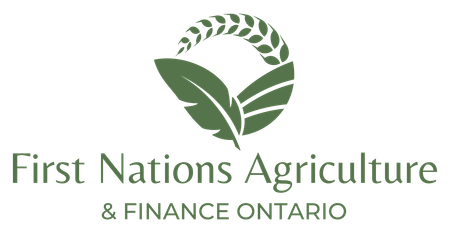 First Nations Agriculture
& FINANCE ONTARIO